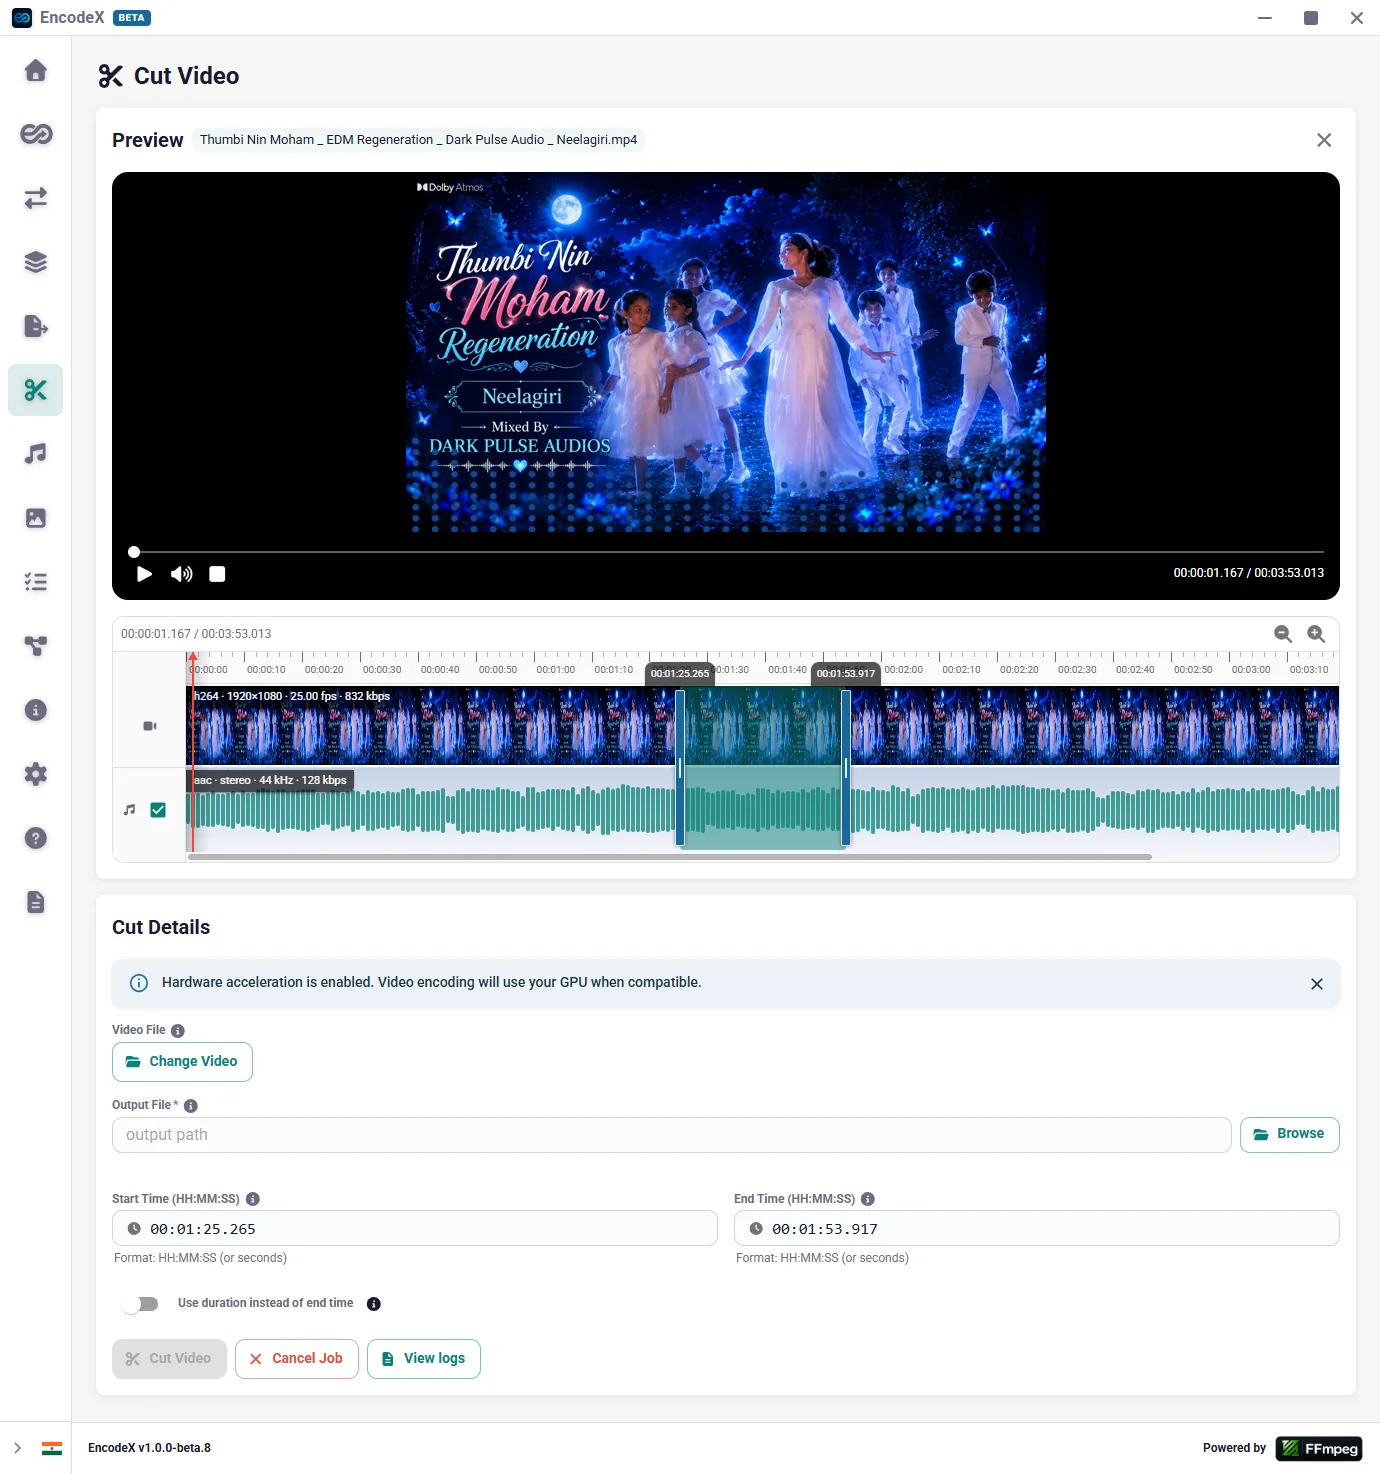 EncodeX BETA
Cut Video
Preview Thumbi Nin Moham _ EDM Regeneration _ Dark Pulse Audio _ Neelagiri.mp4
Dolby Atmos
Thumbi Nin
Moham
Regeneration
Neelagiri
Mixed By
DARK PULSE AUDIOS
00:00:01.167 / 00:03:53.013
00:00:01.167 / 00:03:53.013
00:00:00 00:00:10 00:00:20 00:00:30 00:00:40 00:00:50 00:01:00 00:01:10 00:01:30 00:01:40 00:02:00 00:02:10 00:02:20 00:02:30 00:02:40 00:02:50 00:03:00 00:03:10
00:01:25.265 00:01:53.917
h264 · 1920×1080 · 25.00 fps · 832 kbps
aac · stereo · 44 kHz · 128 kbps
Cut Details
Hardware acceleration is enabled. Video encoding will use your GPU when compatible.
Video File
Change Video
Output File*
output path Browse
Start Time (HH:MM:SS) End Time (HH:MM:SS)
00:01:25.265 00:01:53.917
Format: HH:MM:SS (or seconds) Format: HH:MM:SS (or seconds)
Use duration instead of end time
Cut Video Cancel Job View logs
EncodeX v1.0.0-beta.8 Powered by FFmpeg